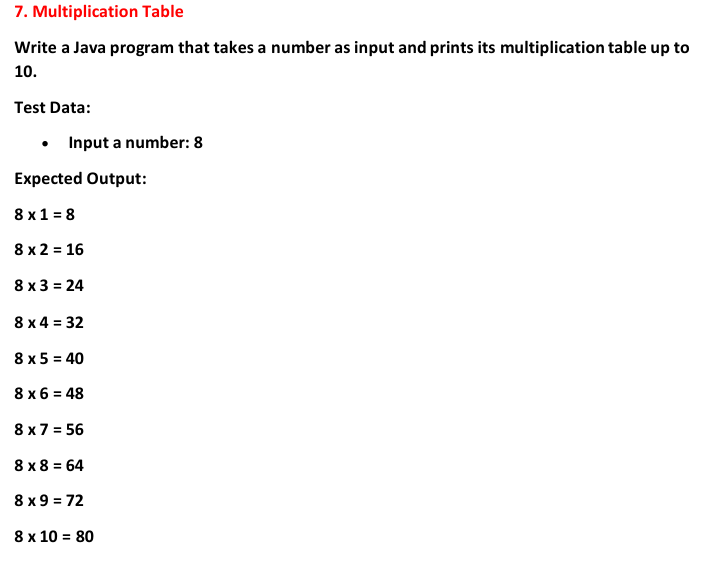 7. Multiplication Table
Write a Java program that takes a number as input and prints its multiplication table up to
10.
Test Data:
• Input a number: 8
Expected Output:
8 x 1 = 8
8 x 2 = 16
8 x 3 = 24
8 x 4 = 32
8 x 5 = 40
8 x 6 = 48
8 x 7 = 56
8 x 8 = 64
8 x 9 = 72
8 x 10 = 80